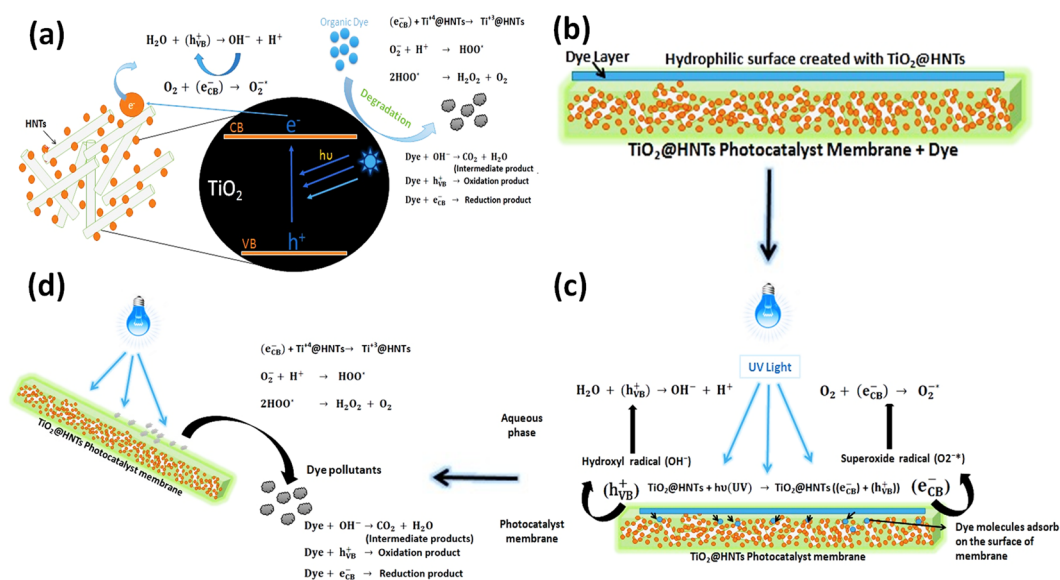 (a)
H₂O + (h⁺VB) → OH⁻ + H⁺
O₂ + (e⁻CB) → O₂⁻*
e⁻
HNTs
Organic Dye
(e⁻CB) + Ti⁺⁴@HNTs → Ti⁺³@HNTs
O₂⁻ + H⁺ → HOO•
2HOO• → H₂O₂ + O₂
Degradation
CB
e⁻
hυ
TiO₂
VB
h⁺
Dye + OH⁻ → CO₂ + H₂O
(Intermediate product
Dye + h⁺VB → Oxidation product
Dye + e⁻CB → Reduction product
(b)
Dye Layer
Hydrophilic surface created with TiO₂@HNTs
TiO₂@HNTs Photocatalyst Membrane + Dye
(c)
UV Light
H₂O + (h⁺VB) → OH⁻ + H⁺
O₂ + (e⁻CB) → O₂⁻*
Aqueous
phase
Hydroxyl radical (OH⁻)
Superoxide radical (O2⁻*)
(h⁺VB)
TiO₂@HNTs + hυ(UV) → TiO₂@HNTs ((e⁻CB) + (h⁺VB))
(e⁻CB)
Photocatalyst
membrane
Dye molecules adsorb
on the surface of
membrane
TiO₂@HNTs Photocatalyst membrane
(d)
(e⁻CB) + Ti⁺⁴@HNTs → Ti⁺³@HNTs
O₂⁻ + H⁺ → HOO•
2HOO• → H₂O₂ + O₂
TiO₂@HNTs Photocatalyst membrane
Dye pollutants
Dye + OH⁻ → CO₂ + H₂O
(Intermediate products)
Dye + h⁺VB → Oxidation product
Dye + e⁻CB → Reduction product